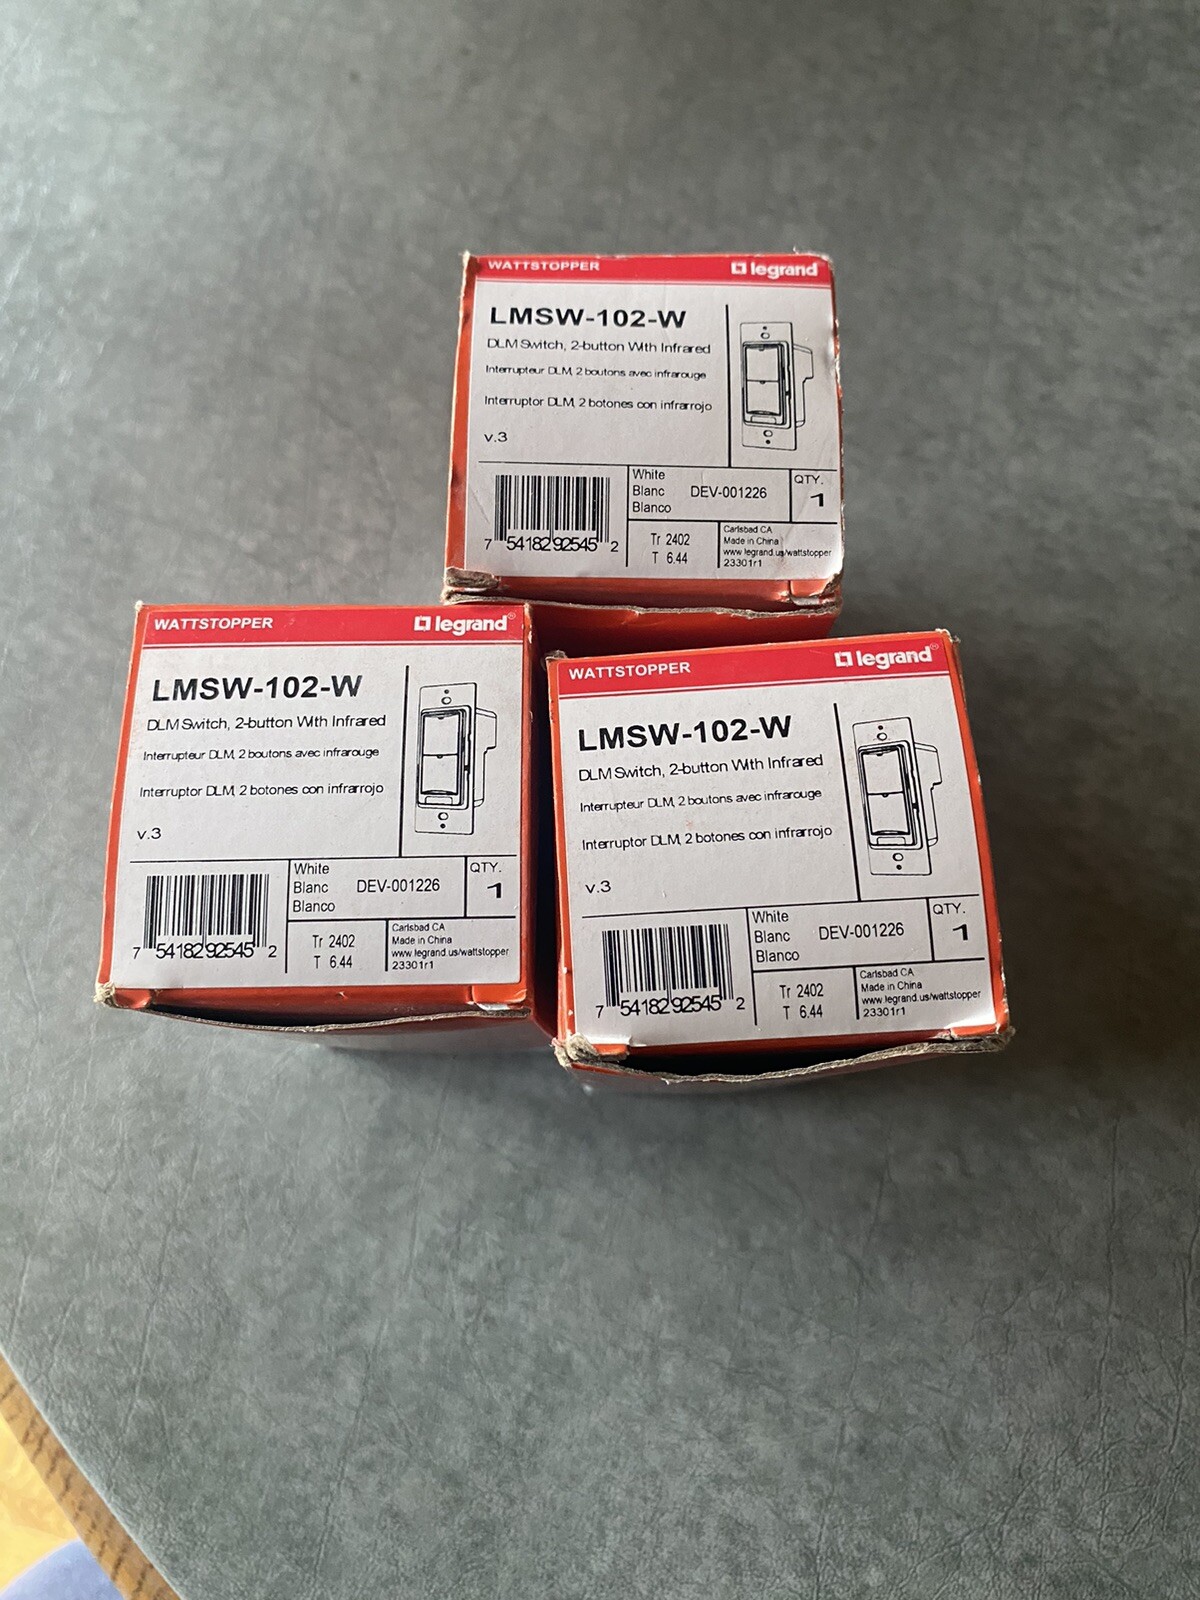 WATTSTOPPER legrand®
LMSW-102-W
DLM Switch, 2-button With Infrared
Interrupteur DLM, 2 boutons avec infrarouge
Interruptor DLM, 2 botones con infrarrojo
v.3
White
Blanc DEV-001226
Blanco
QTY.
1
7 54182 92545 2
Tr 2402
T 6.44
Carlsbad CA
Made in China
www.legrand.us/wattstopper
23301r1
WATTSTOPPER legrand®
LMSW-102-W
DLM Switch, 2-button With Infrared
Interrupteur DLM, 2 boutons avec infrarouge
Interruptor DLM, 2 botones con infrarrojo
v.3
White
Blanc DEV-001226
Blanco
QTY.
1
7 54182 92545 2
Tr 2402
T 6.44
Carlsbad CA
Made in China
www.legrand.us/wattstopper
23301r1
WATTSTOPPER legrand®
LMSW-102-W
DLM Switch, 2-button With Infrared
Interrupteur DLM, 2 boutons avec infrarouge
Interruptor DLM, 2 botones con infrarrojo
v.3
White
Blanc DEV-001226
Blanco
QTY.
1
7 54182 92545 2
Tr 2402
T 6.44
Carlsbad CA
Made in China
www.legrand.us/wattstopper
23301r1